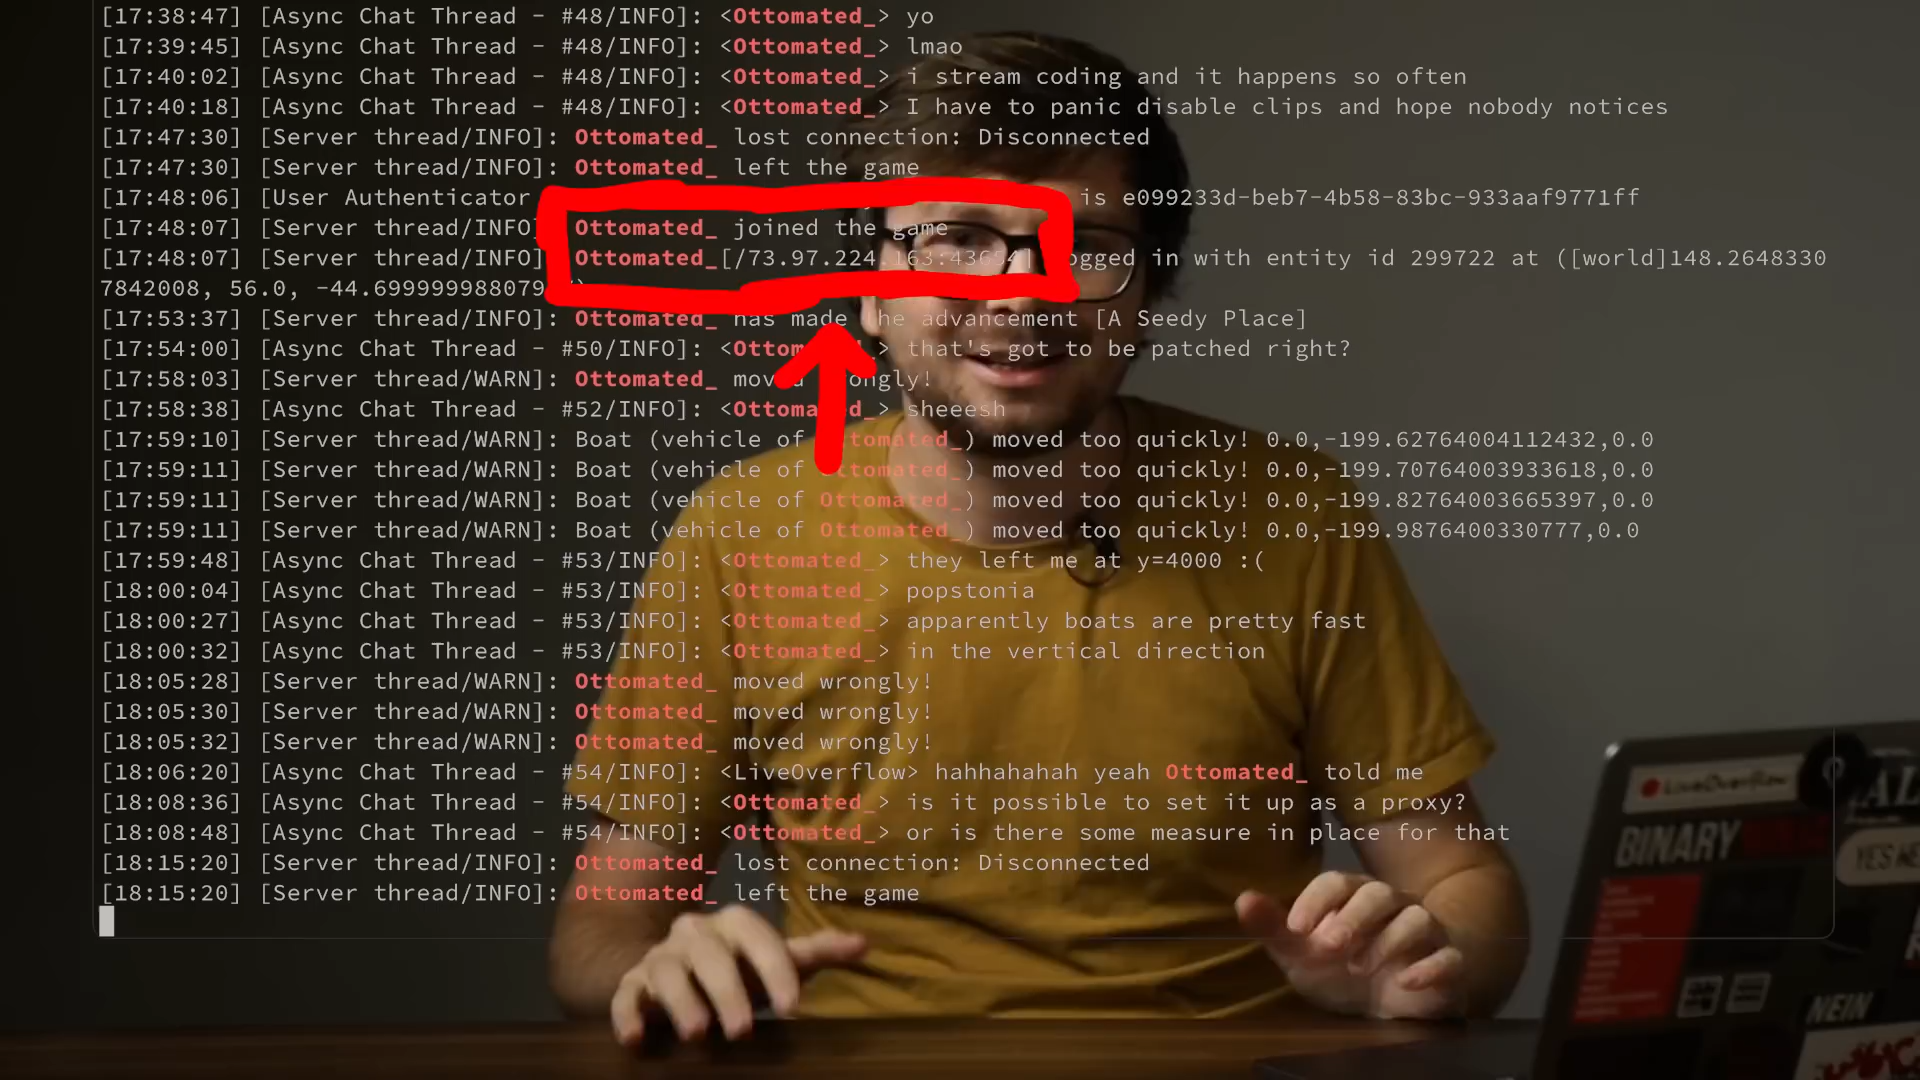 [17:38:47] [Async Chat Thread - #48/INFO]: <Ottomated_> yo
[17:39:45] [Async Chat Thread - #48/INFO]: <Ottomated_> lmao
[17:40:02] [Async Chat Thread - #48/INFO]: <Ottomated_> i stream coding and it happens so often
[17:40:18] [Async Chat Thread - #48/INFO]: <Ottomated_> I have to panic disable clips and hope nobody notices
[17:47:30] [Server thread/INFO]: Ottomated_ lost connection: Disconnected
[17:47:30] [Server thread/INFO]: Ottomated_ left the game
[17:48:06] [User Authenticator is e099233d-beb7-4b58-83bc-933aaf9771ff
[17:48:07] [Server thread/INFO] Ottomated_ joined the game
[17:48:07] [Server thread/INFO] Ottomated_[/73.97.224.163:43654] logged in with entity id 299722 at ([world]148.2648330
7842008, 56.0, -44.699999988079
[17:53:37] [Server thread/INFO]: Ottomated_ has made the advancement [A Seedy Place]
[17:54:00] [Async Chat Thread - #50/INFO]: <Ottomated_> that's got to be patched right?
[17:58:03] [Server thread/WARN]: Ottomated_ moved wrongly!
[17:58:38] [Async Chat Thread - #52/INFO]: <Ottomated_> sheeesh
[17:59:10] [Server thread/WARN]: Boat (vehicle of Ottomated_) moved too quickly! 0.0,-199.62764004112432,0.0
[17:59:11] [Server thread/WARN]: Boat (vehicle of Ottomated_) moved too quickly! 0.0,-199.70764003933618,0.0
[17:59:11] [Server thread/WARN]: Boat (vehicle of Ottomated_) moved too quickly! 0.0,-199.82764003665397,0.0
[17:59:11] [Server thread/WARN]: Boat (vehicle of Ottomated_) moved too quickly! 0.0,-199.9876400330777,0.0
[17:59:48] [Async Chat Thread - #53/INFO]: <Ottomated_> they left me at y=4000 :(
[18:00:04] [Async Chat Thread - #53/INFO]: <Ottomated_> popstonia
[18:00:27] [Async Chat Thread - #53/INFO]: <Ottomated_> apparently boats are pretty fast
[18:00:32] [Async Chat Thread - #53/INFO]: <Ottomated_> in the vertical direction
[18:05:28] [Server thread/WARN]: Ottomated_ moved wrongly!
[18:05:30] [Server thread/WARN]: Ottomated_ moved wrongly!
[18:05:32] [Server thread/WARN]: Ottomated_ moved wrongly!
[18:06:20] [Async Chat Thread - #54/INFO]: <LiveOverflow> hahhahahah yeah Ottomated_ told me
[18:08:36] [Async Chat Thread - #54/INFO]: <Ottomated_> is it possible to set it up as a proxy?
[18:08:48] [Async Chat Thread - #54/INFO]: <Ottomated_> or is there some measure in place for that
[18:15:20] [Server thread/INFO]: Ottomated_ lost connection: Disconnected
[18:15:20] [Server thread/INFO]: Ottomated_ left the game
LiveOverflow
BINARY
YES
NEIN